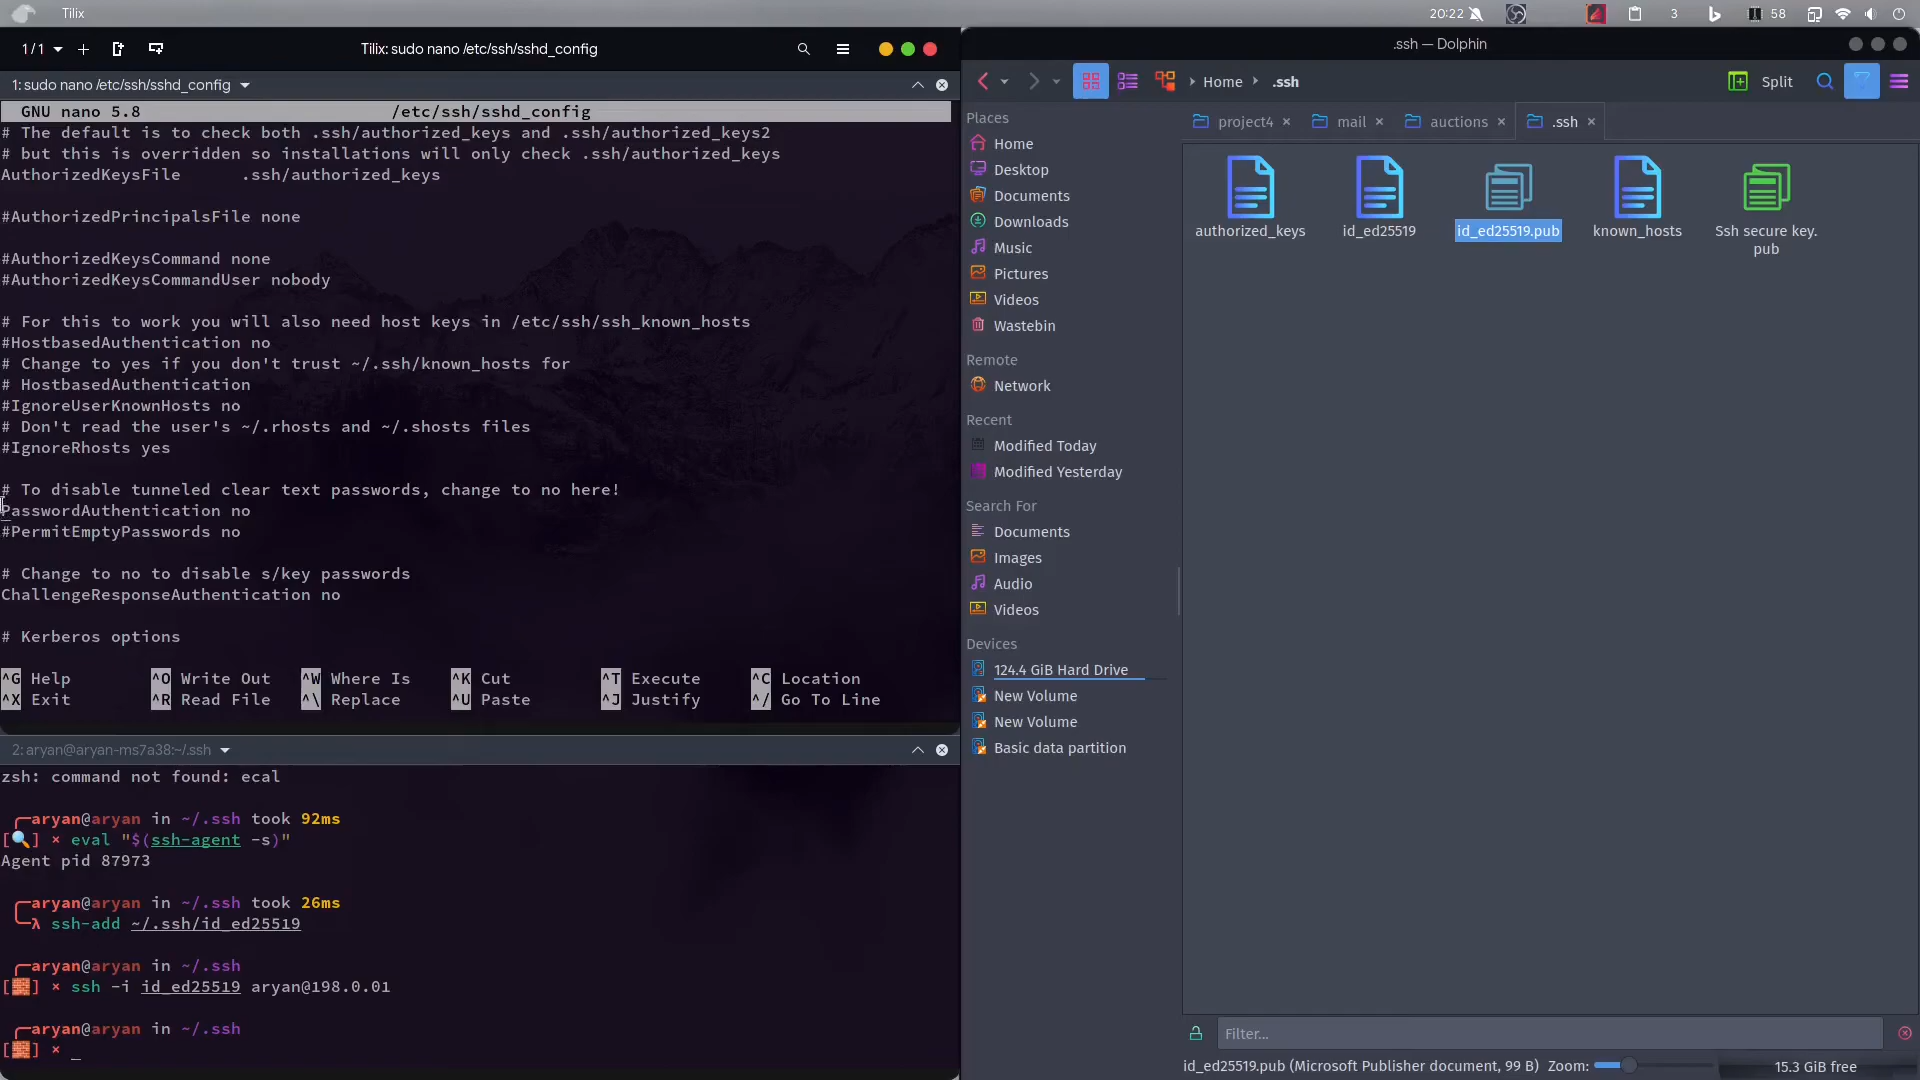 Tilix
20:22
3
58
1/1
Tilix: sudo nano /etc/ssh/sshd_config
1: sudo nano /etc/ssh/sshd_config
GNU nano 5.8 /etc/ssh/sshd_config
# The default is to check both .ssh/authorized_keys and .ssh/authorized_keys2
# but this is overridden so installations will only check .ssh/authorized_keys
AuthorizedKeysFile .ssh/authorized_keys
#AuthorizedPrincipalsFile none
#AuthorizedKeysCommand none
#AuthorizedKeysCommandUser nobody
# For this to work you will also need host keys in /etc/ssh/ssh_known_hosts
#HostbasedAuthentication no
# Change to yes if you don't trust ~/.ssh/known_hosts for
# HostbasedAuthentication
#IgnoreUserKnownHosts no
# Don't read the user's ~/.rhosts and ~/.shosts files
#IgnoreRhosts yes
# To disable tunneled clear text passwords, change to no here!
PasswordAuthentication no
#PermitEmptyPasswords no
# Change to no to disable s/key passwords
ChallengeResponseAuthentication no
# Kerberos options
^G Help ^O Write Out ^W Where Is ^K Cut ^T Execute ^C Location
^X Exit ^R Read File ^\ Replace ^U Paste ^J Justify ^/ Go To Line
2: aryan@aryan-ms7a38:~/.ssh
zsh: command not found: ecal
aryan@aryan in ~/.ssh took 92ms
[🔍] × eval "$(ssh-agent -s)"
Agent pid 87973
aryan@aryan in ~/.ssh took 26ms
λ ssh-add ~/.ssh/id_ed25519
aryan@aryan in ~/.ssh
[🧱] × ssh -i id_ed25519 aryan@198.0.01
aryan@aryan in ~/.ssh
[🧱] × _
.ssh — Dolphin
Home .ssh
Split
Places
Home
Desktop
Documents
Downloads
Music
Pictures
Videos
Wastebin
Remote
Network
Recent
Modified Today
Modified Yesterday
Search For
Documents
Images
Audio
Videos
Devices
124.4 GiB Hard Drive
New Volume
New Volume
Basic data partition
project4 mail auctions .ssh
authorized_keys
id_ed25519
id_ed25519.pub
known_hosts
Ssh secure key.
pub
Filter...
id_ed25519.pub (Microsoft Publisher document, 99 B) Zoom: 15.3 GiB free